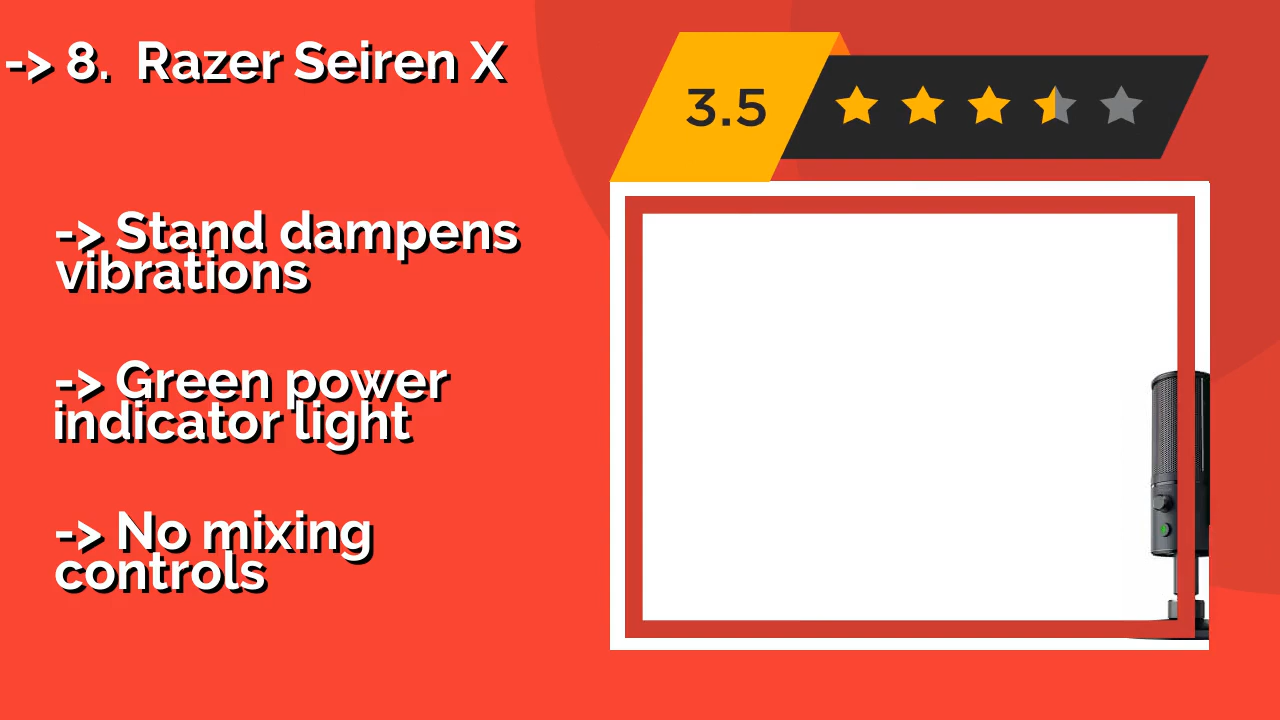 -> 8.  Razer Seiren X
3.5
-> Stand dampens
vibrations
-> Green power
indicator light
-> No mixing
controls